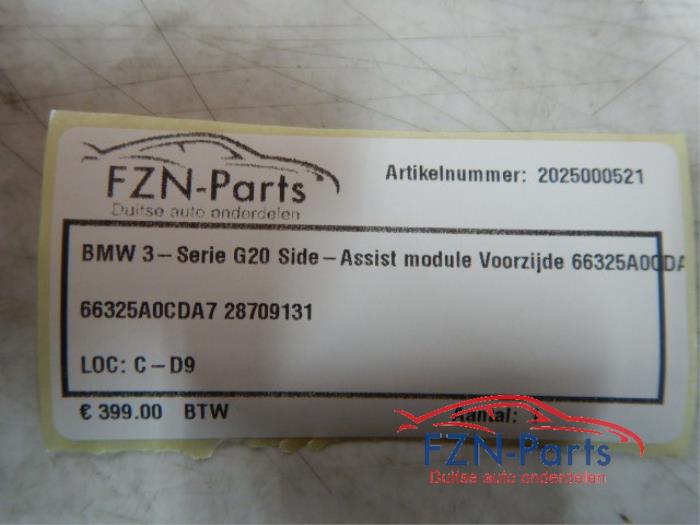 FZN-Parts
Duitse auto onderdelen
Artikelnummer: 2025000521
BMW 3-Serie G20 Side-Assist module Voorzijde 66325A0CDA
66325A0CDA7 28709131
LOC: C-D9
€ 399.00 BTW
Aantal: 1
FZN-Parts
Duitse auto onderdelen